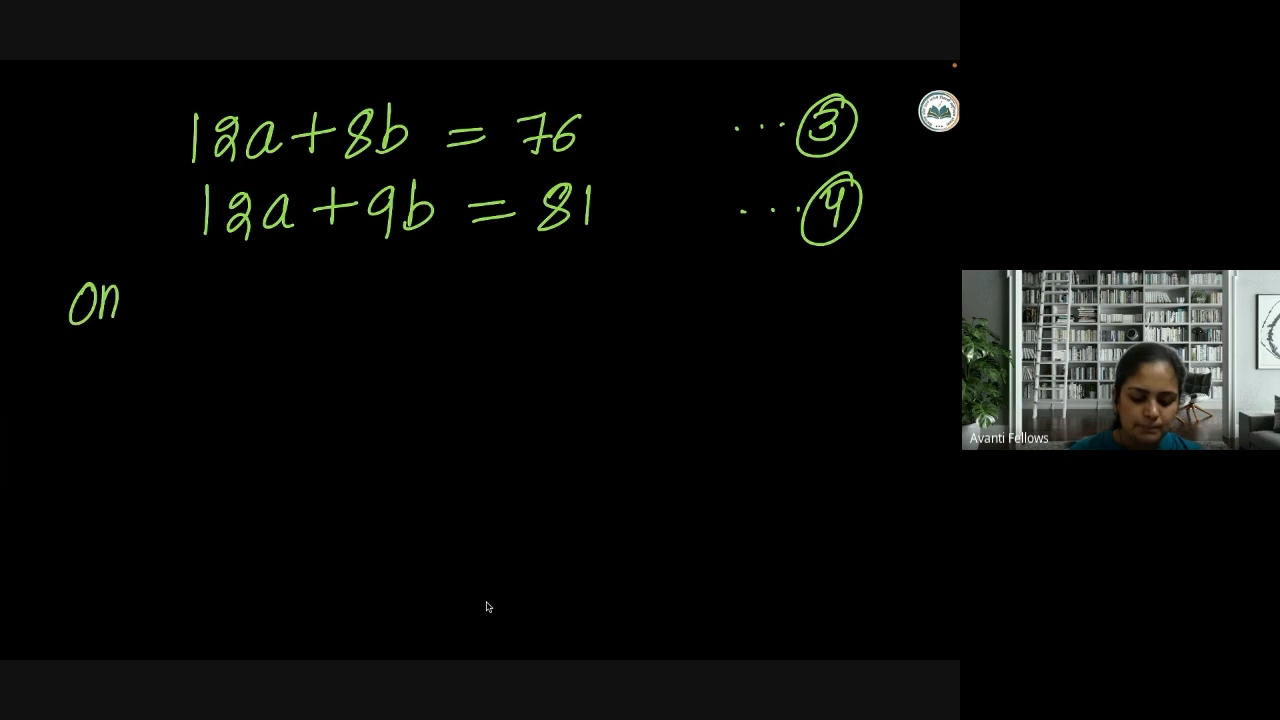 12a + 8b = 76 ... 3
12a + 9b = 81 ... 4
on
Avanti Fellows